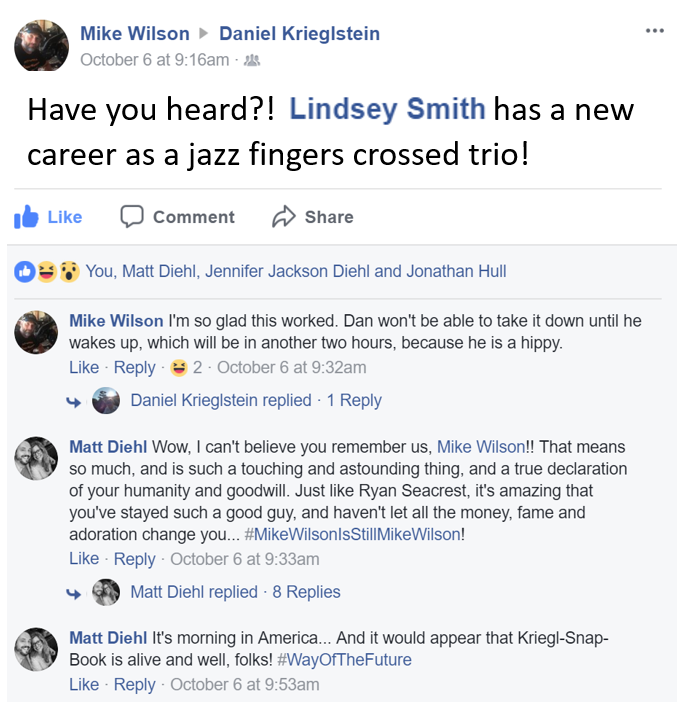 Mike Wilson ▶ Daniel Krieglstein
October 6 at 9:16am ·
Have you heard?! Lindsey Smith has a new
career as a jazz fingers crossed trio!
Like Comment Share
You, Matt Diehl, Jennifer Jackson Diehl and Jonathan Hull
Mike Wilson I'm so glad this worked. Dan won't be able to take it down until he
wakes up, which will be in another two hours, because he is a hippy.
Like · Reply · 2 · October 6 at 9:32am
Daniel Krieglstein replied · 1 Reply
Matt Diehl Wow, I can't believe you remember us, Mike Wilson!! That means
so much, and is such a touching and astounding thing, and a true declaration
of your humanity and goodwill. Just like Ryan Seacrest, it's amazing that
you've stayed such a good guy, and haven't let all the money, fame and
adoration change you... #MikeWilsonIsStillMikeWilson!
Like · Reply · October 6 at 9:33am
Matt Diehl replied · 8 Replies
Matt Diehl It's morning in America... And it would appear that Kriegl-Snap-
Book is alive and well, folks! #WayOfTheFuture
Like · Reply · October 6 at 9:53am